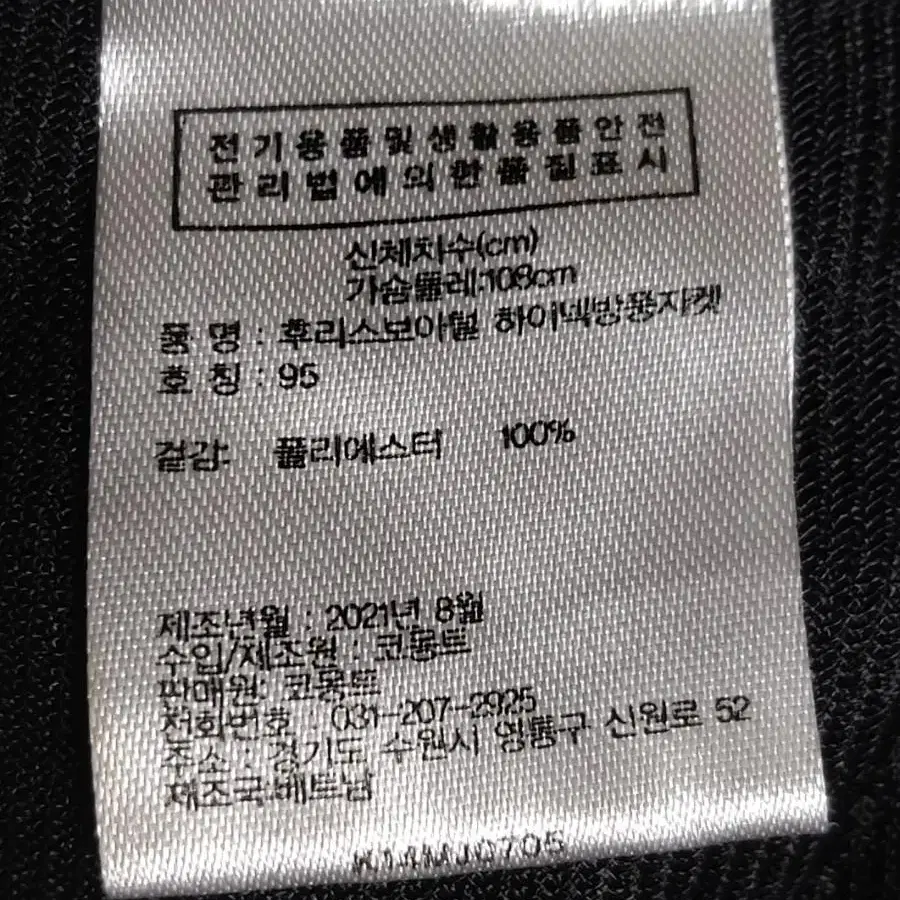 전기용품및생활용품안전
관리법에의한품질표시
신체치수(cm)
가슴둘레:108cm
품 명 : 후리스보아털 하이넥방풍자켓
호 칭 : 95
겉감: 폴리에스터 100%
제조년월 : 2021년 8월
수입/제조원 : 코몽트
판매원: 코몽트
전화번호 : 031-207-2925
주소 : 경기도 수원시 영통구 신원로 52
제조국:베트남
K14MJ0705